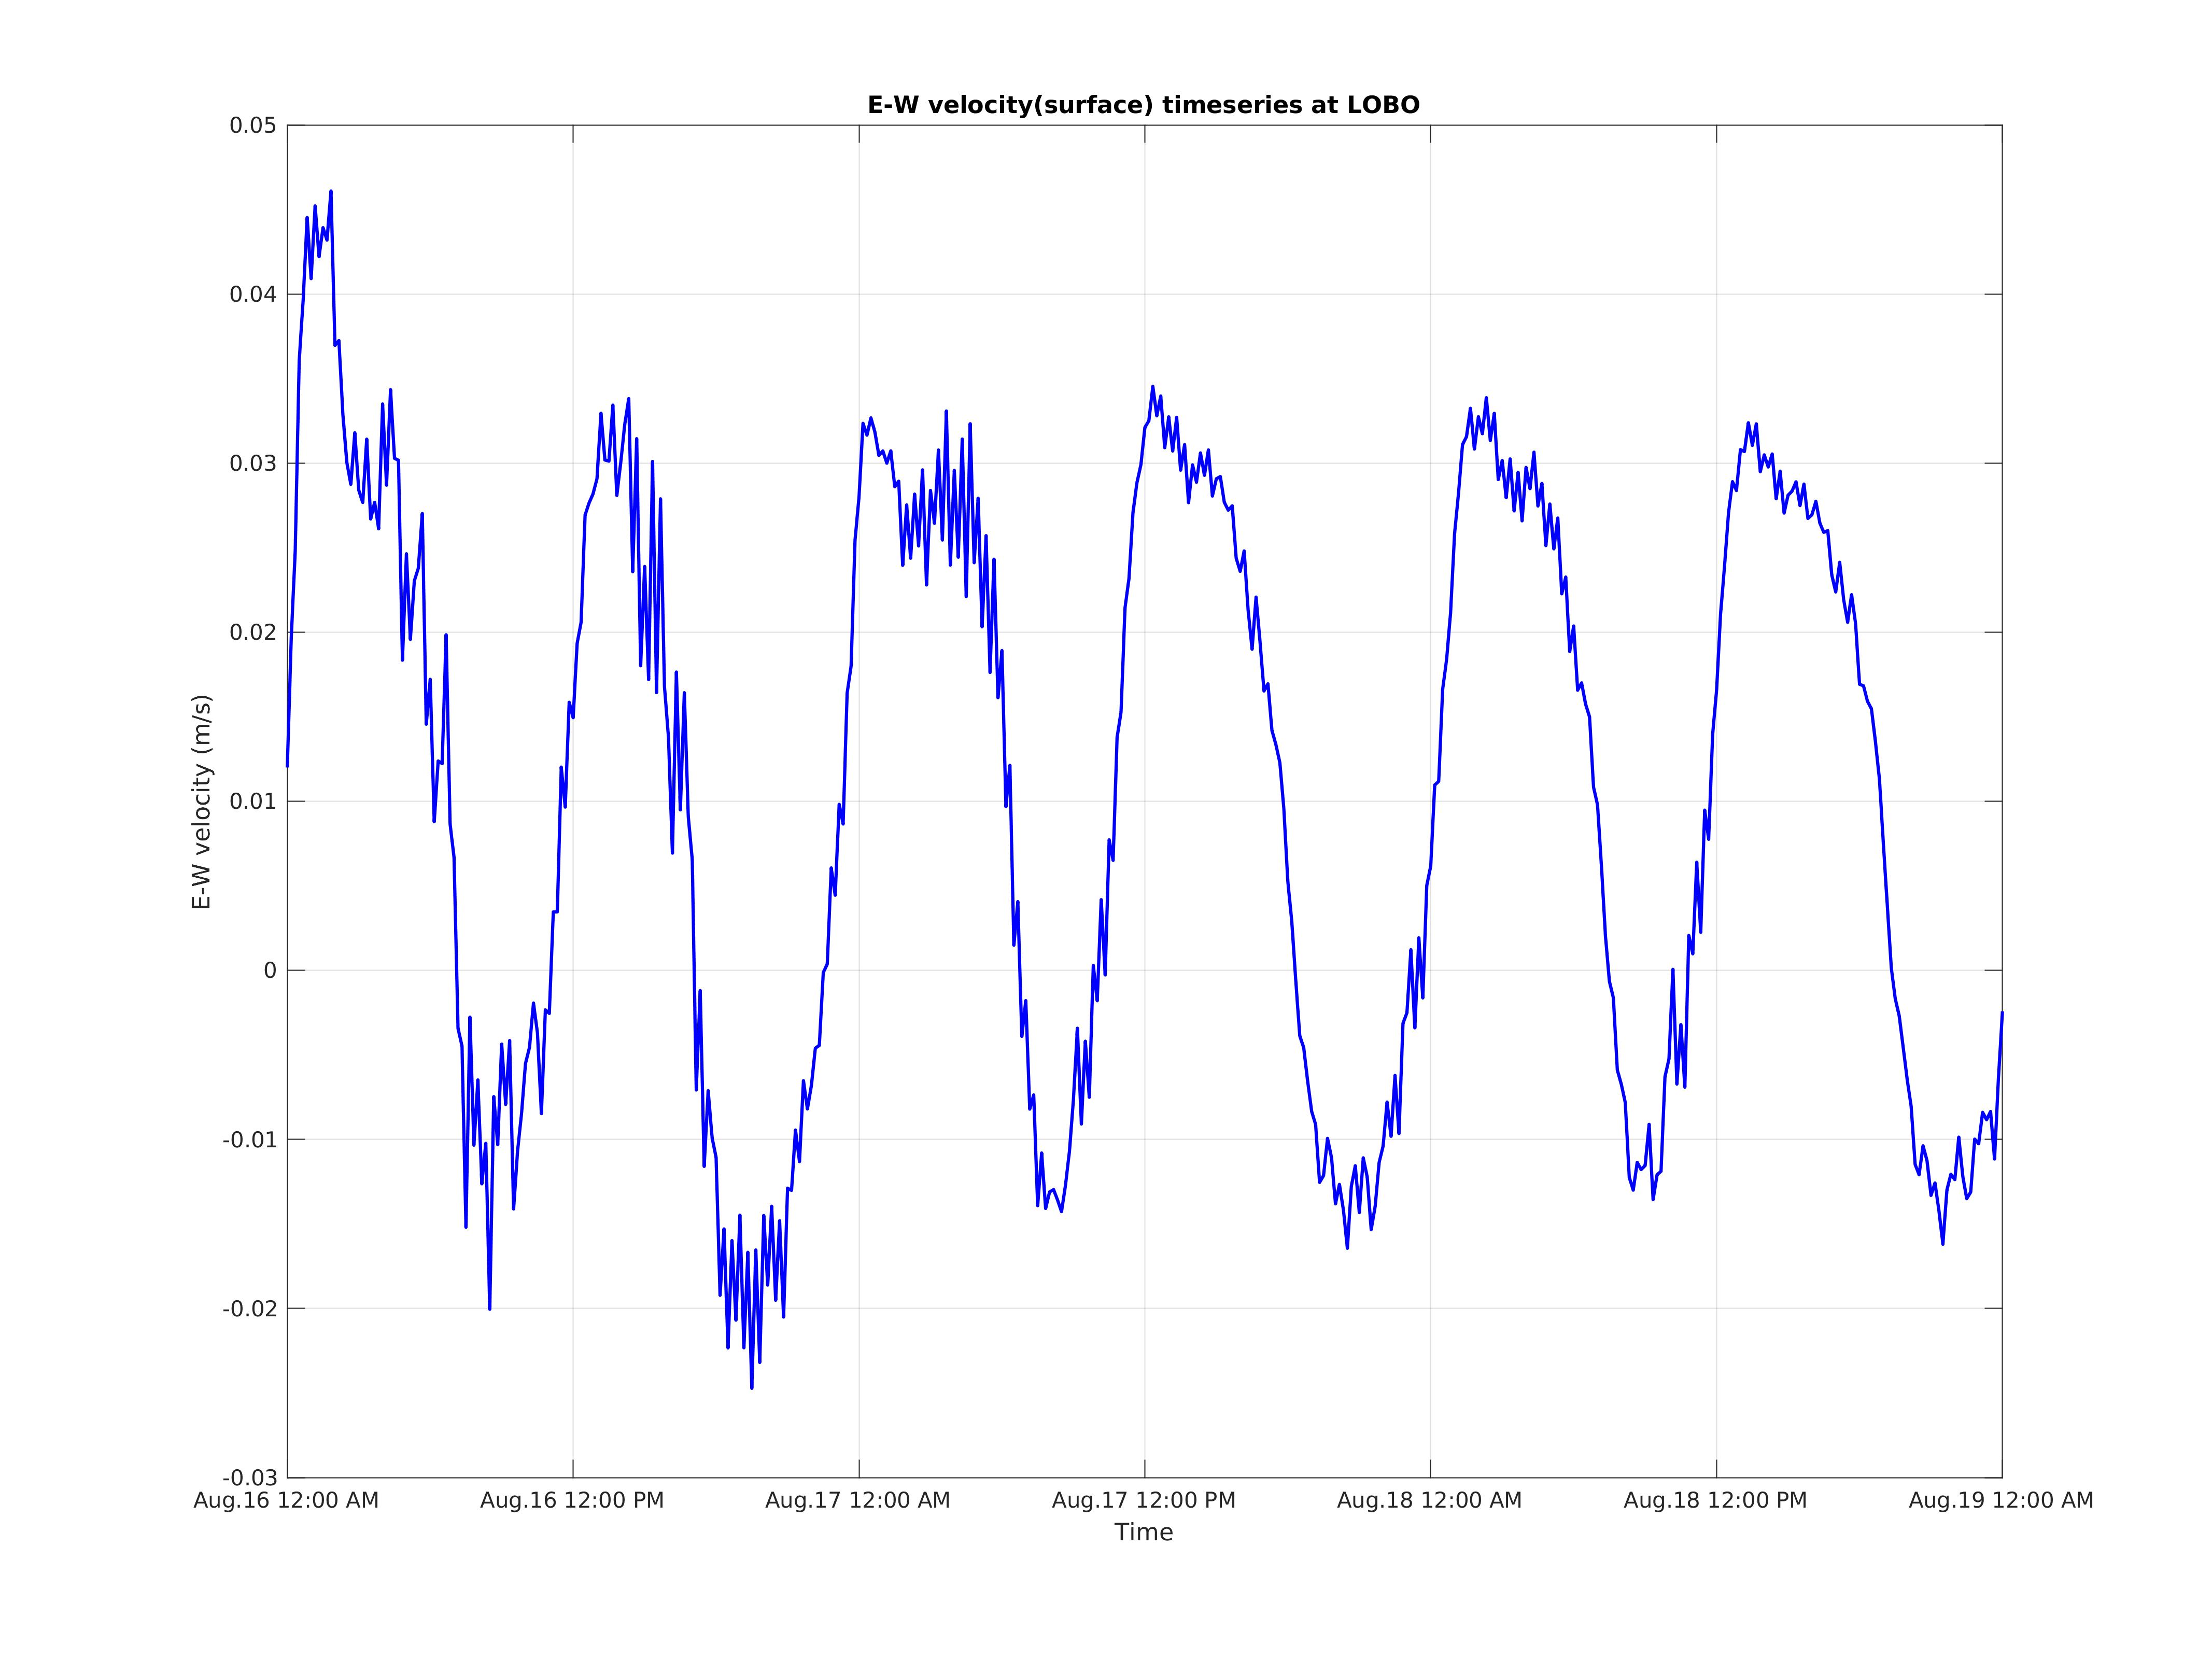 E-W velocity(surface) timeseries at LOBO
0.05
0.04
0.03
0.02
0.01
0
-0.01
-0.02
-0.03
E-W velocity (m/s)
Aug.16 12:00 AM Aug.16 12:00 PM Aug.17 12:00 AM Aug.17 12:00 PM Aug.18 12:00 AM Aug.18 12:00 PM Aug.19 12:00 AM
Time